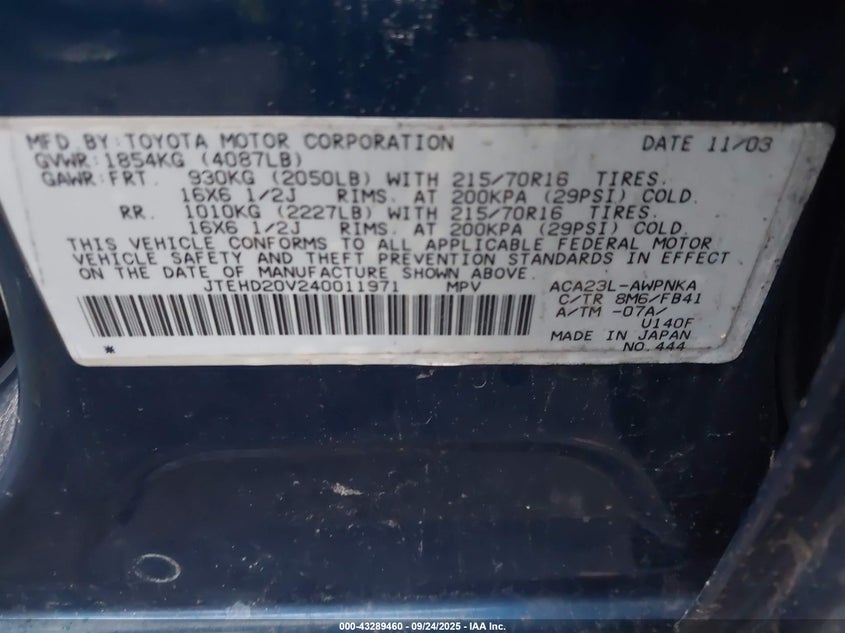 MFD. BY: TOYOTA MOTOR CORPORATION DATE 11/03
GVWR: 1854KG (4087LB)
GAWR: FRT. 930KG (2050LB) WITH 215/70R16 TIRES.
16X6 1/2J RIMS. AT 200KPA (29PSI) COLD.
RR. 1010KG (2227LB) WITH 215/70R16 TIRES.
16X6 1/2J RIMS. AT 200KPA (29PSI) COLD.
THIS VEHICLE CONFORMS TO ALL APPLICABLE FEDERAL MOTOR
VEHICLE SAFETY AND THEFT PREVENTION STANDARDS IN EFFECT
ON THE DATE OF MANUFACTURE SHOWN ABOVE.
JTEHD20V240011971 MPV ACA23L-AWPNKA
C/TR 8M6/FB41
A/TM -07A/
U140F
MADE IN JAPAN
* NO. 444
000-43289460 - 09/24/2025 - IAA Inc.